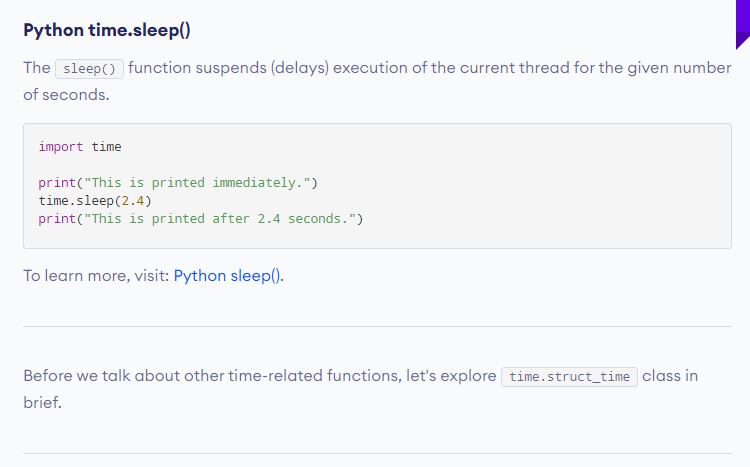 Python time.sleep()
The sleep() function suspends (delays) execution of the current thread for the given number
of seconds.
import time
print("This is printed immediately.")
time.sleep(2.4)
print("This is printed after 2.4 seconds.")
To learn more, visit: Python sleep().
Before we talk about other time-related functions, let's explore time.struct_time class in
brief.